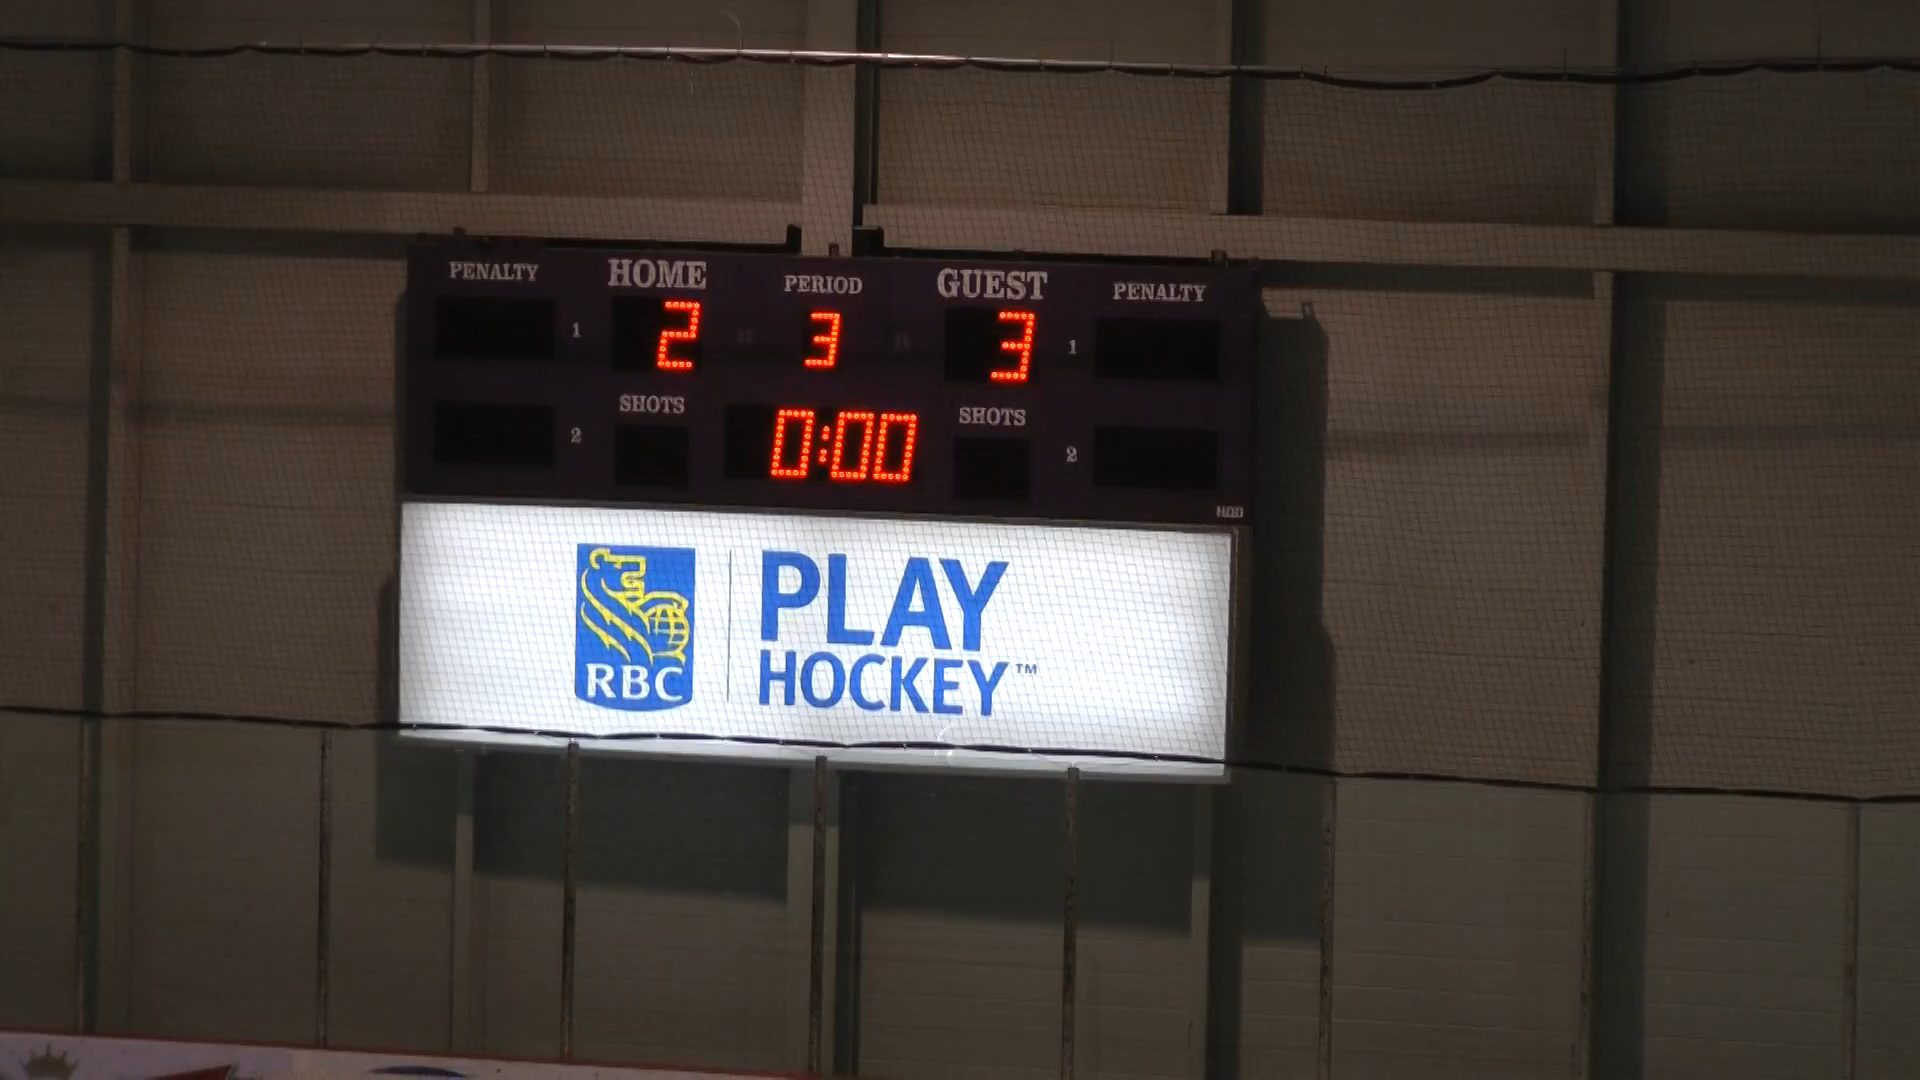 PENALTY HOME PERIOD GUEST PENALTY
1 2 3 3 1
SHOTS SHOTS
2 0:00 2
NDD
RBC
PLAY
HOCKEY™